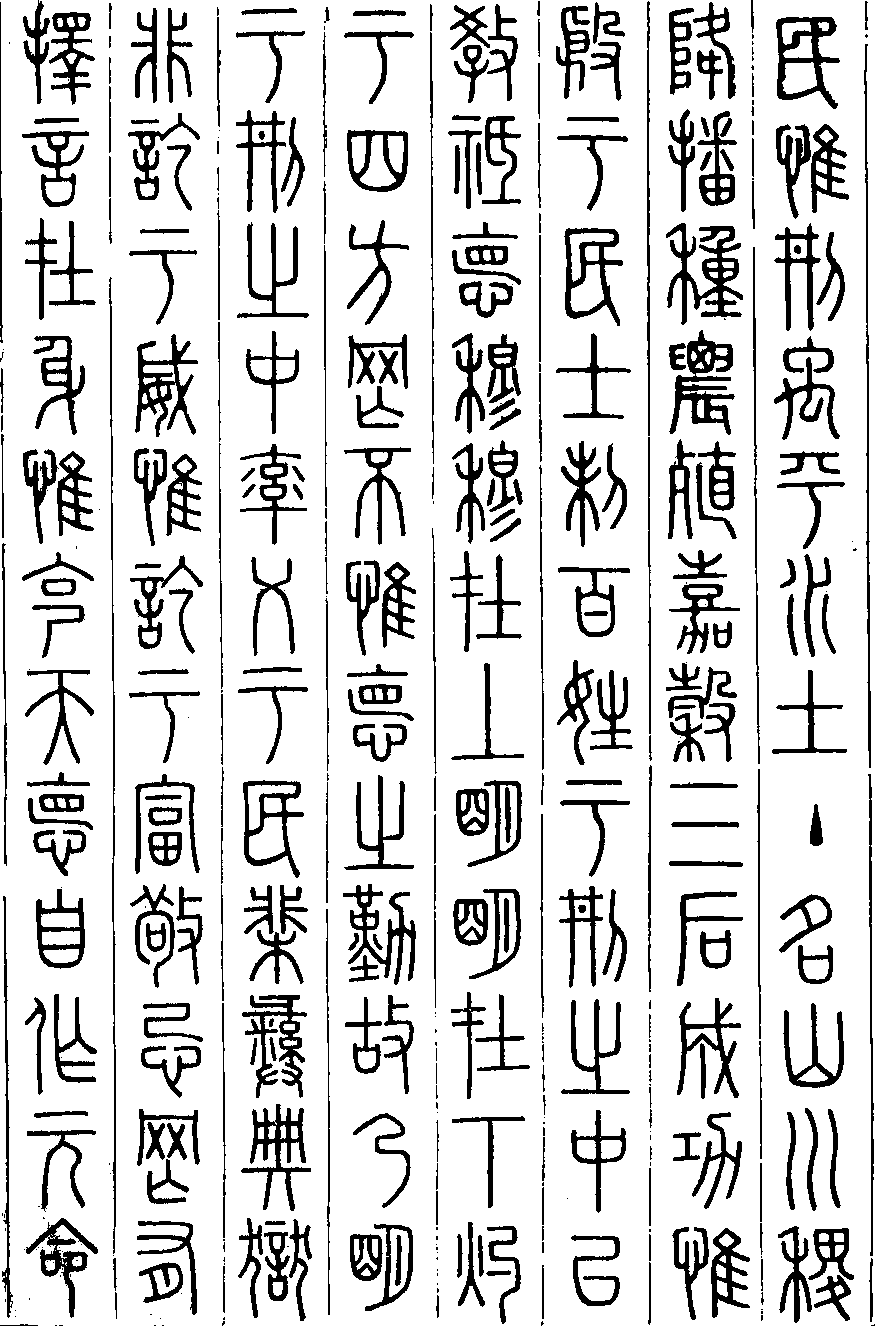 民惟刑禹平水土主名山川稷
降播種農殖嘉穀三后成功惟
殷于民士制百姓于刑之中以
教祗德穆穆在上明明在下灼
于四方罔不惟德之勤故乃明
于刑之中率乂于民棐彝典獄
非訖于威惟訖于富敬忌罔有
擇言在身惟克天德自作元命